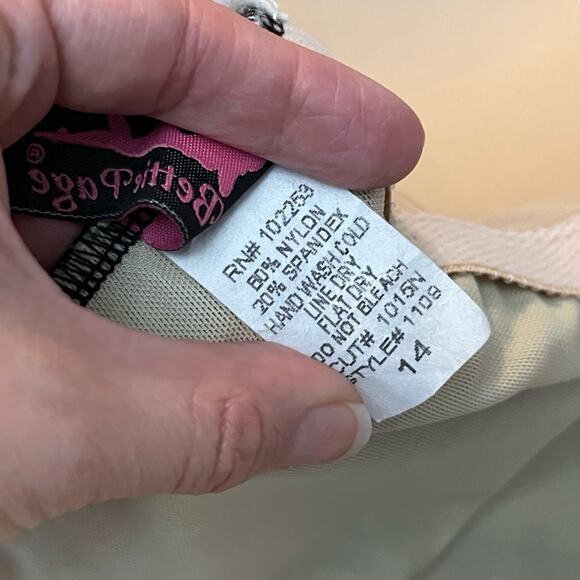 Bettie Page®
RN# 102259
80% NYLON
20% SPANDEX
HAND WASH COLD
LINE DRY
FLAT DRY
DO NOT BLEACH
CUT# 1015N
STYLE# 1109
14